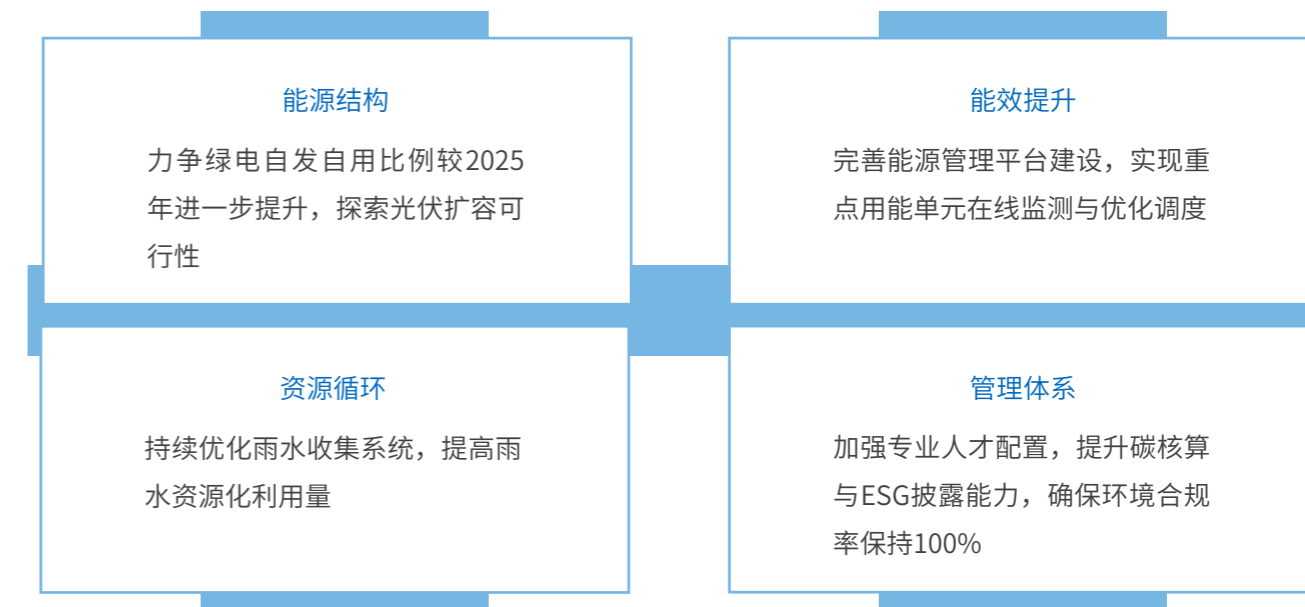 能源结构
力争绿电自发自用比例较2025
年进一步提升，探索光伏扩容可
行性
能效提升
完善能源管理平台建设，实现重
点用能单元在线监测与优化调度
资源循环
持续优化雨水收集系统，提高雨
水资源化利用量
管理体系
加强专业人才配置，提升碳核算
与ESG披露能力，确保环境合规
率保持100%